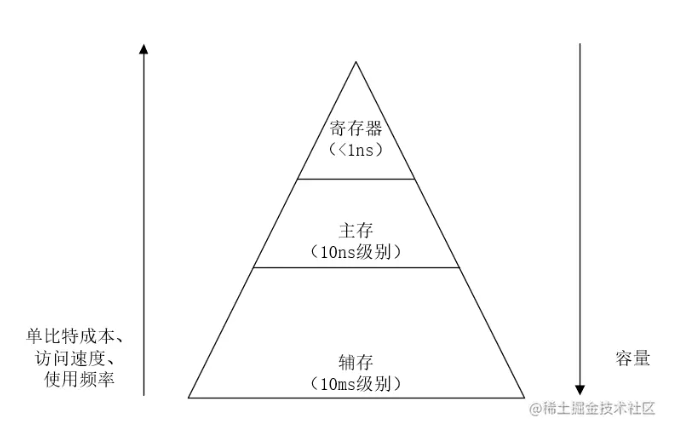 寄存器
(<1ns)
主存
(10ns级别)
单比特成本、
访问速度、
使用频率
辅存
(10ms级别)
容量
@稀土掘金技术社区